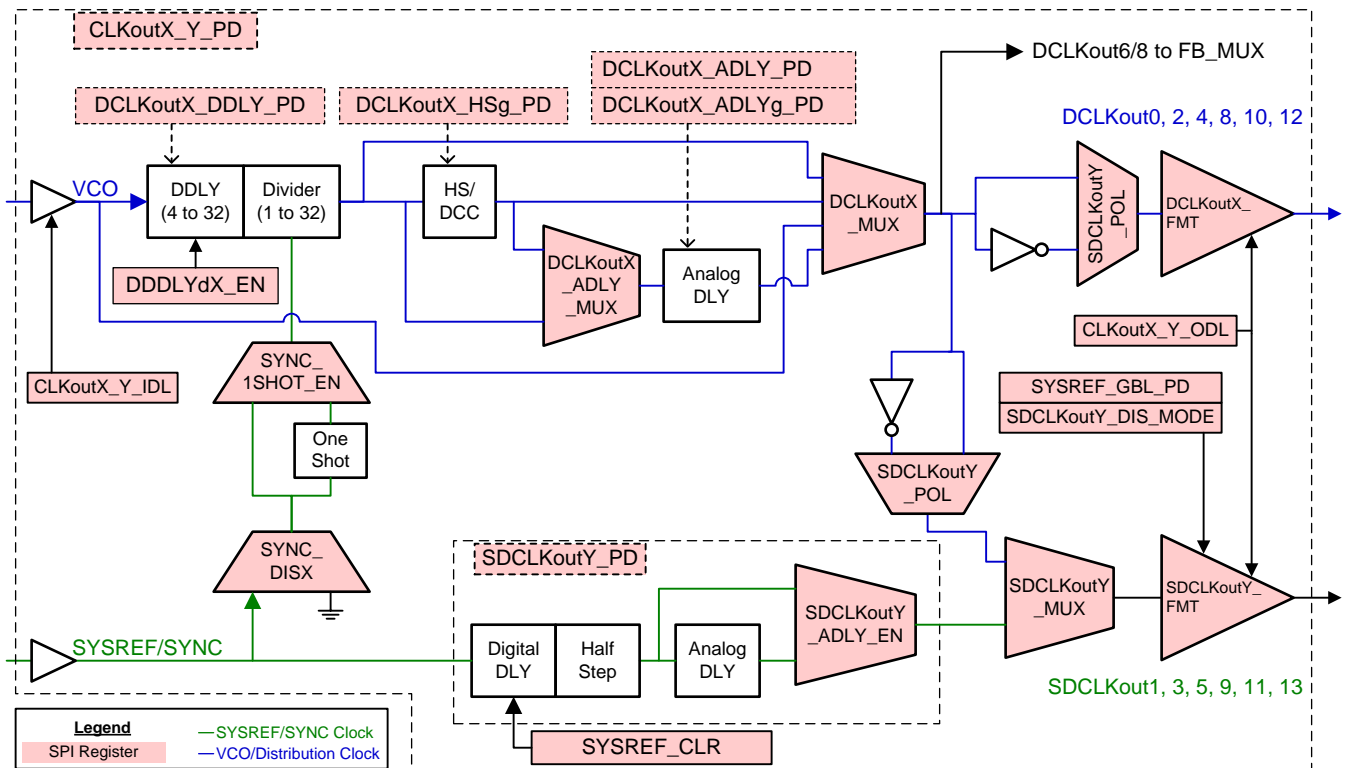 CLKoutX_Y_PD
DCLKoutX_DDLY_PD
DCLKoutX_HSg_PD
DCLKoutX_ADLY_PD
DCLKoutX_ADLYg_PD
DCLKout6/8 to FB_MUX
DCLKout0, 2, 4, 8, 10, 12
VCO
DDLY
(4 to 32)
Divider
(1 to 32)
HS/
DCC
DCLKoutX
_ADLY
_MUX
Analog
DLY
DCLKoutX
_MUX
SDCLKoutY
_POL
DCLKoutX_
FMT
DDDLYdX_EN
CLKoutX_Y_IDL
SYNC_
1SHOT_EN
One
Shot
SYNC_
DISX
CLKoutX_Y_ODL
SYSREF_GBL_PD
SDCLKoutY_DIS_MODE
SDCLKoutY
_POL
SDCLKoutY_PD
SDCLKoutY
_ADLY_EN
SDCLKoutY
_MUX
SDCLKoutY_
FMT
SYSREF/SYNC
Digital
DLY
Half
Step
Analog
DLY
SYSREF_CLR
SDCLKout1, 3, 5, 9, 11, 13
Legend
SPI Register
SYSREF/SYNC Clock
VCO/Distribution Clock